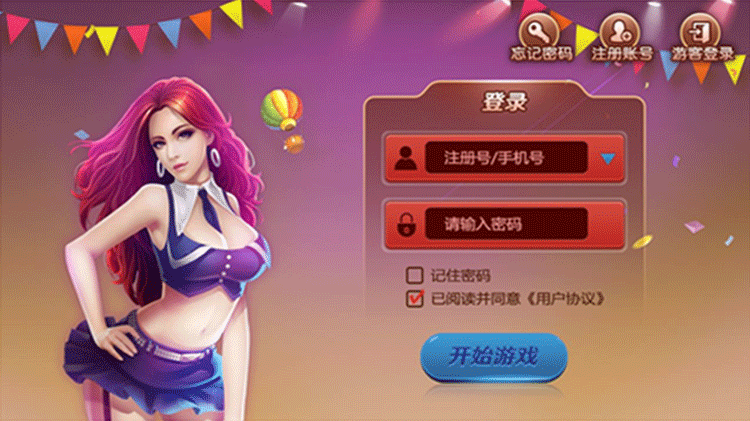 忘记密码
注册账号
游客登录
登录
注册号/手机号
请输入密码
记住密码
已阅读并同意《用户协议》
开始游戏